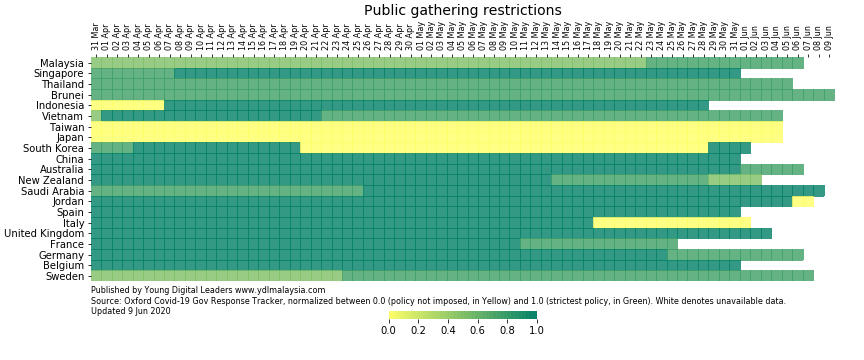 Public gathering restrictions
31 Mar
01 Apr
02 Apr
03 Apr
04 Apr
05 Apr
06 Apr
07 Apr
08 Apr
09 Apr
10 Apr
11 Apr
12 Apr
13 Apr
14 Apr
15 Apr
16 Apr
17 Apr
18 Apr
19 Apr
20 Apr
21 Apr
22 Apr
23 Apr
24 Apr
25 Apr
26 Apr
27 Apr
28 Apr
29 Apr
30 Apr
01 May
02 May
03 May
04 May
05 May
06 May
07 May
08 May
09 May
10 May
11 May
12 May
13 May
14 May
15 May
16 May
17 May
18 May
19 May
20 May
21 May
22 May
23 May
24 May
25 May
26 May
27 May
28 May
29 May
30 May
31 May
01 Jun
02 Jun
03 Jun
04 Jun
05 Jun
06 Jun
07 Jun
08 Jun
09 Jun
Malaysia
Singapore
Thailand
Brunei
Indonesia
Vietnam
Taiwan
Japan
South Korea
China
Australia
New Zealand
Saudi Arabia
Jordan
Spain
Italy
United Kingdom
France
Germany
Belgium
Sweden
Published by Young Digital Leaders www.ydlmalaysia.com
Source: Oxford Covid-19 Gov Response Tracker, normalized between 0.0 (policy not imposed, in Yellow) and 1.0 (strictest policy, in Green). White denotes unavailable data.
Updated 9 Jun 2020
0.0 0.2 0.4 0.6 0.8 1.0